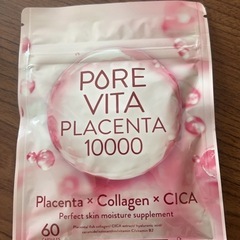 PORE
VITA
PLACENTA
10000
Placenta × Collagen × CICA
Perfect skin moisture supplement
60